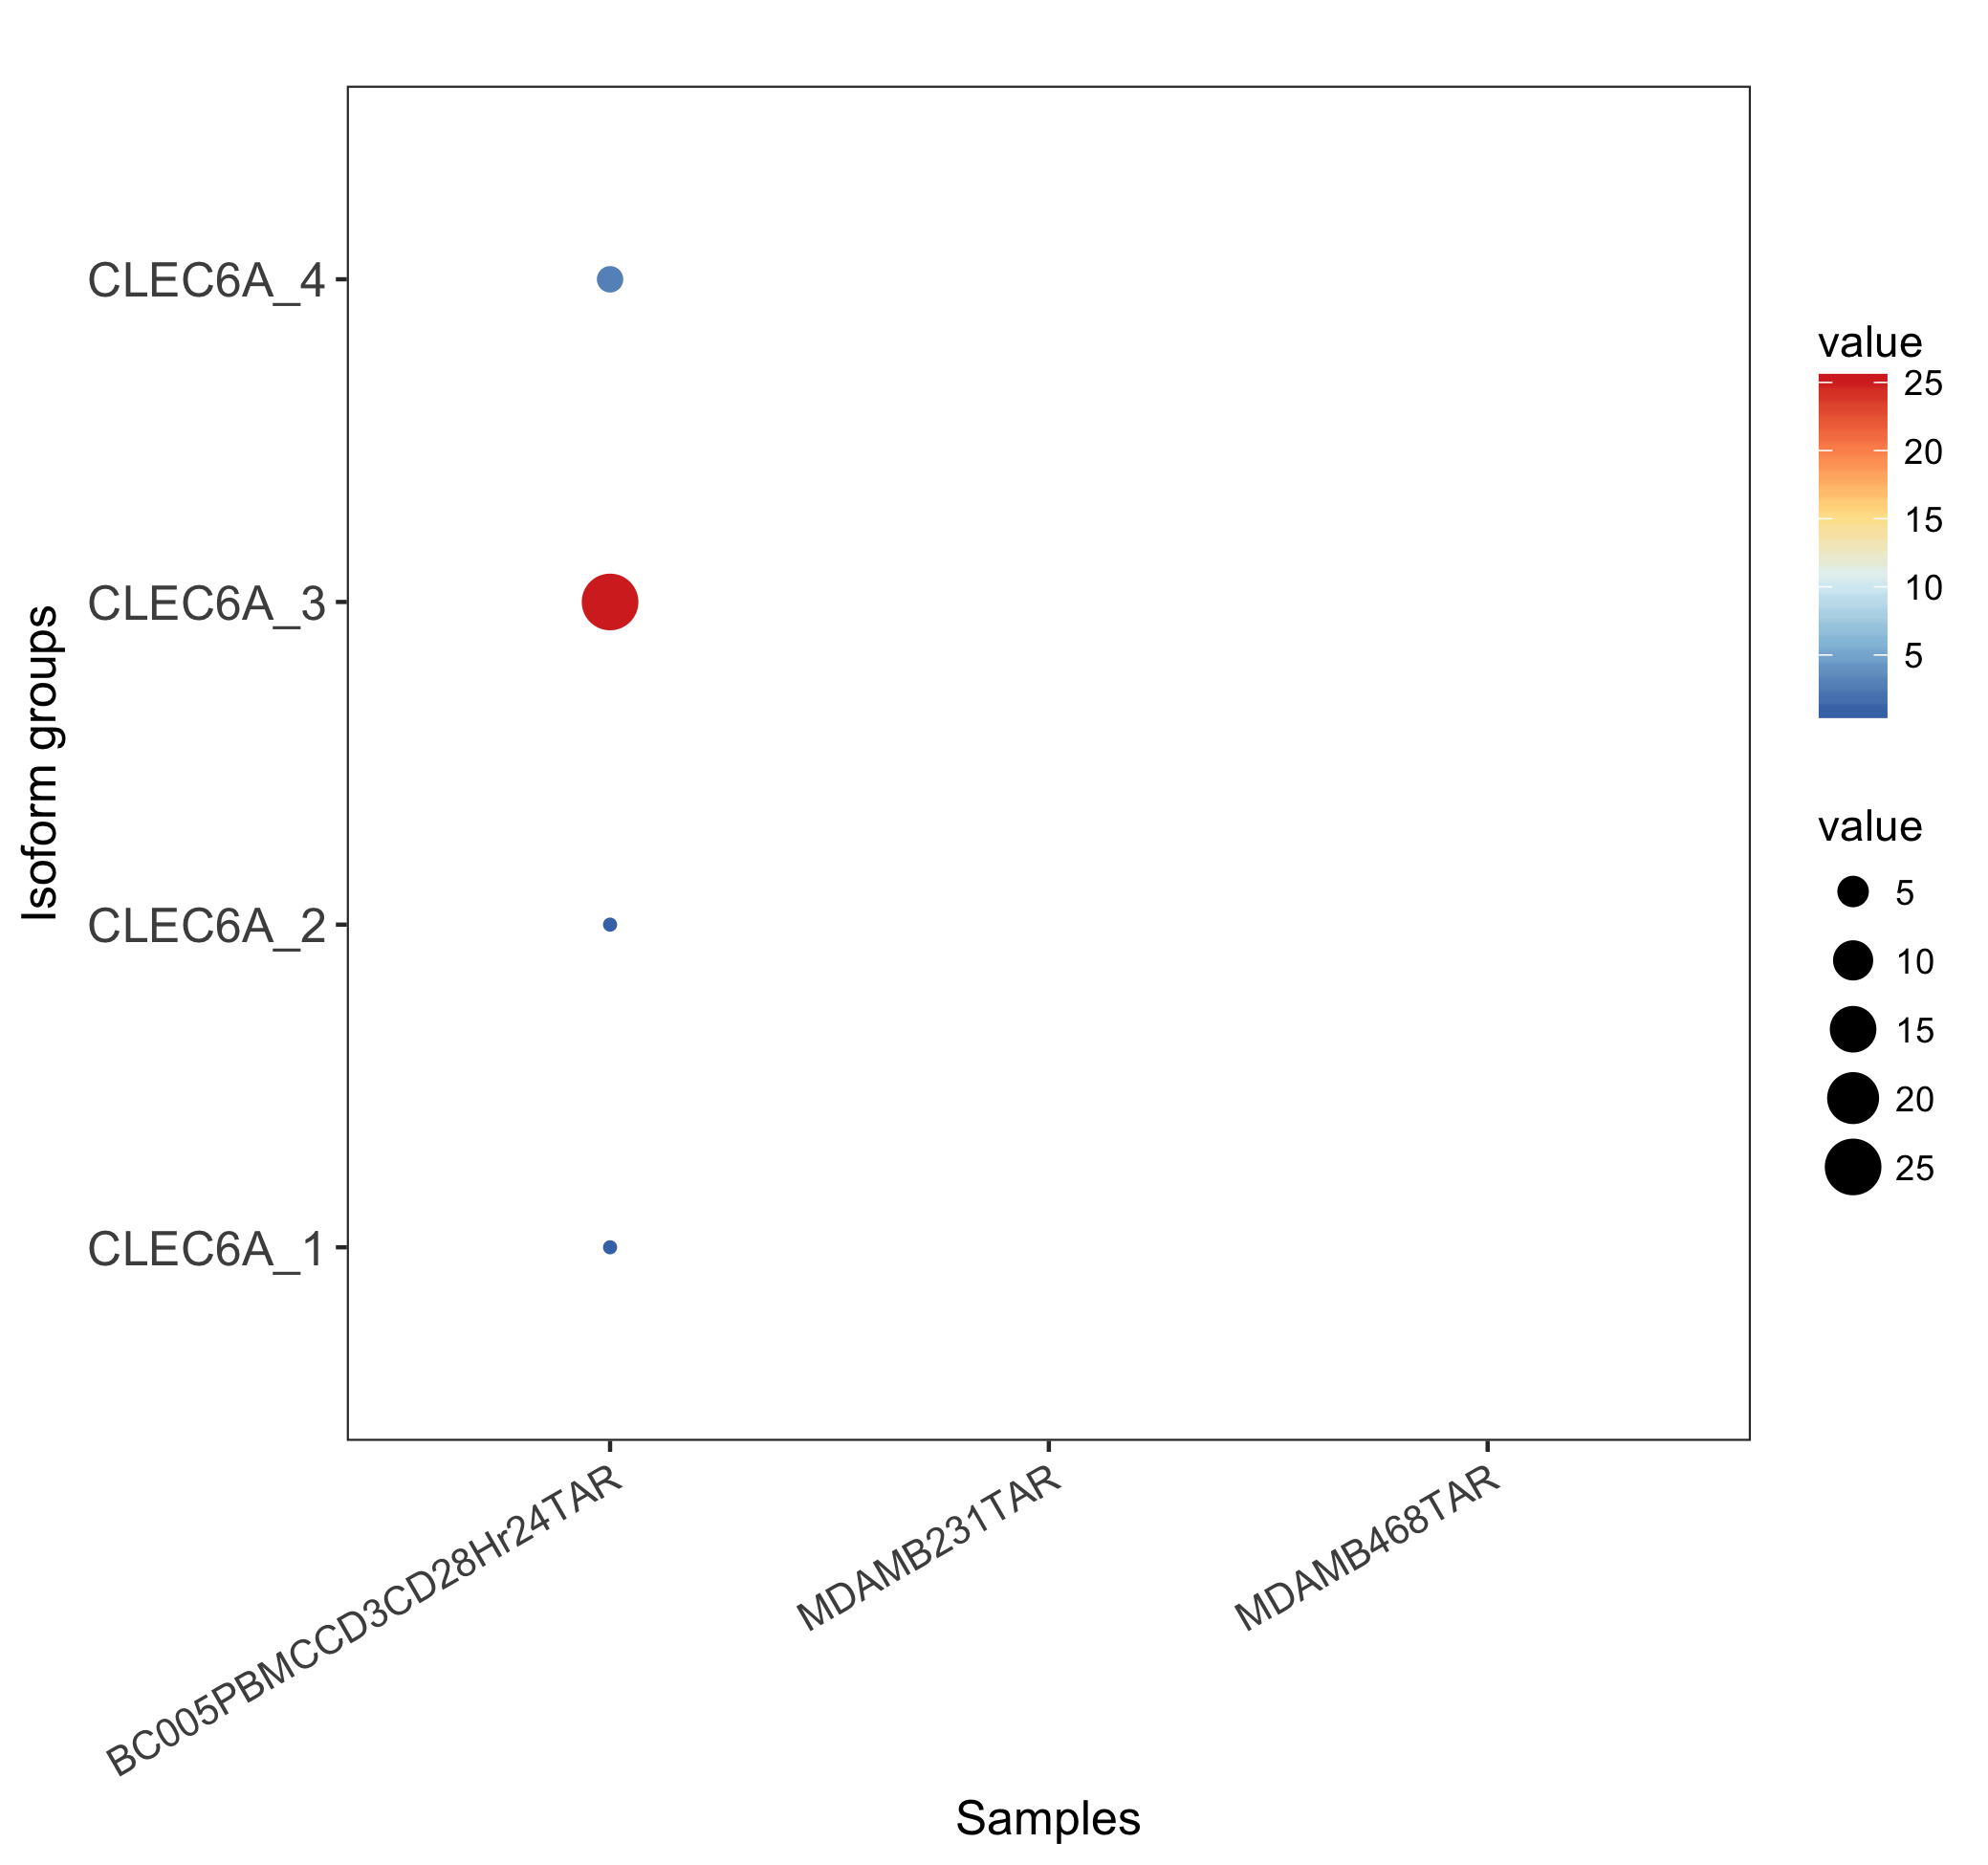 Isoform groups
CLEC6A_4
CLEC6A_3
CLEC6A_2
CLEC6A_1
BC005PBMCCD3CD28Hr24TAR
MDAMB231TAR
MDAMB468TAR
Samples
value
25
20
15
10
5
value
5
10
15
20
25